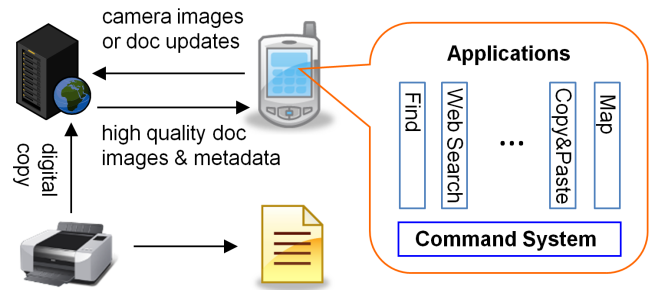 camera images
or doc updates
high quality doc
images & metadata
digital
copy
Applications
Find
Web Search
...
Copy&Paste
Map
Command System